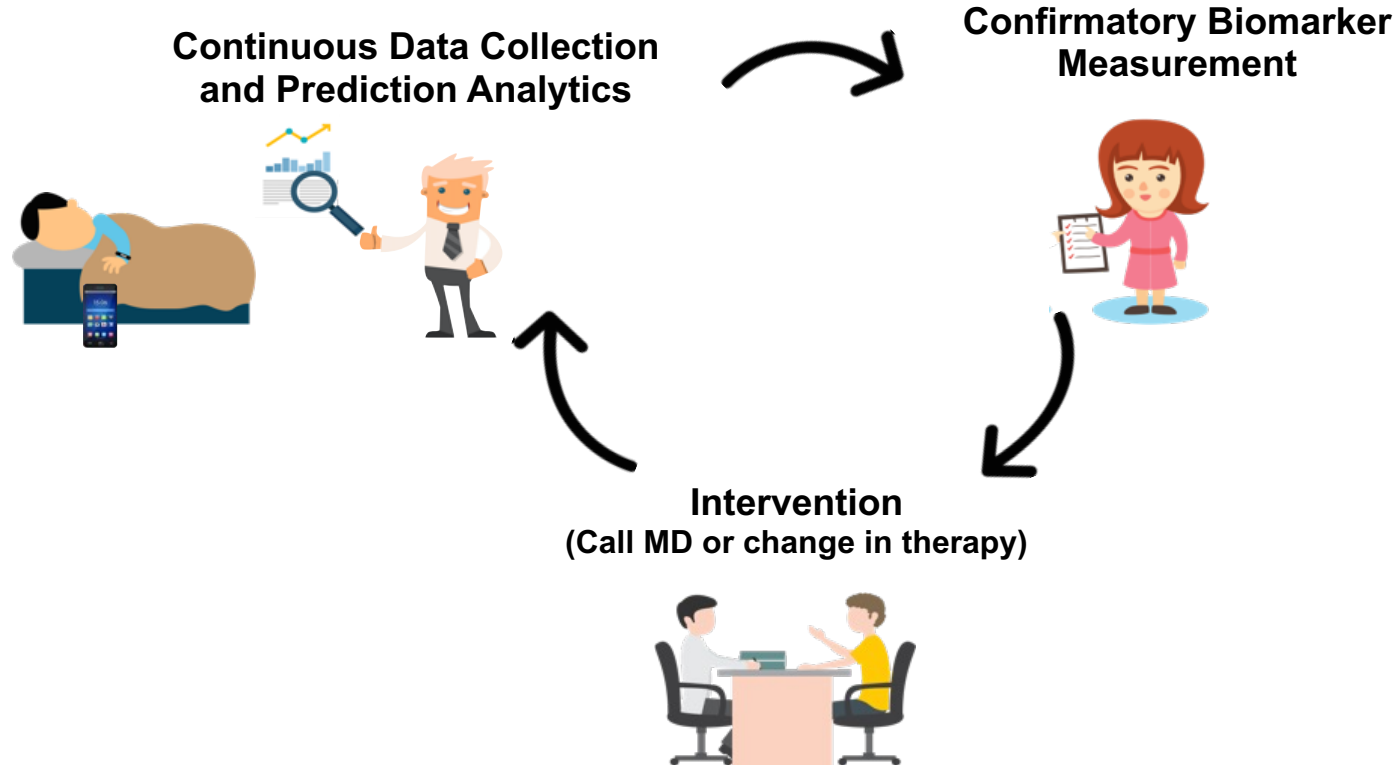 Continuous Data Collection
and Prediction Analytics
Confirmatory Biomarker
Measurement
Intervention
(Call MD or change in therapy)